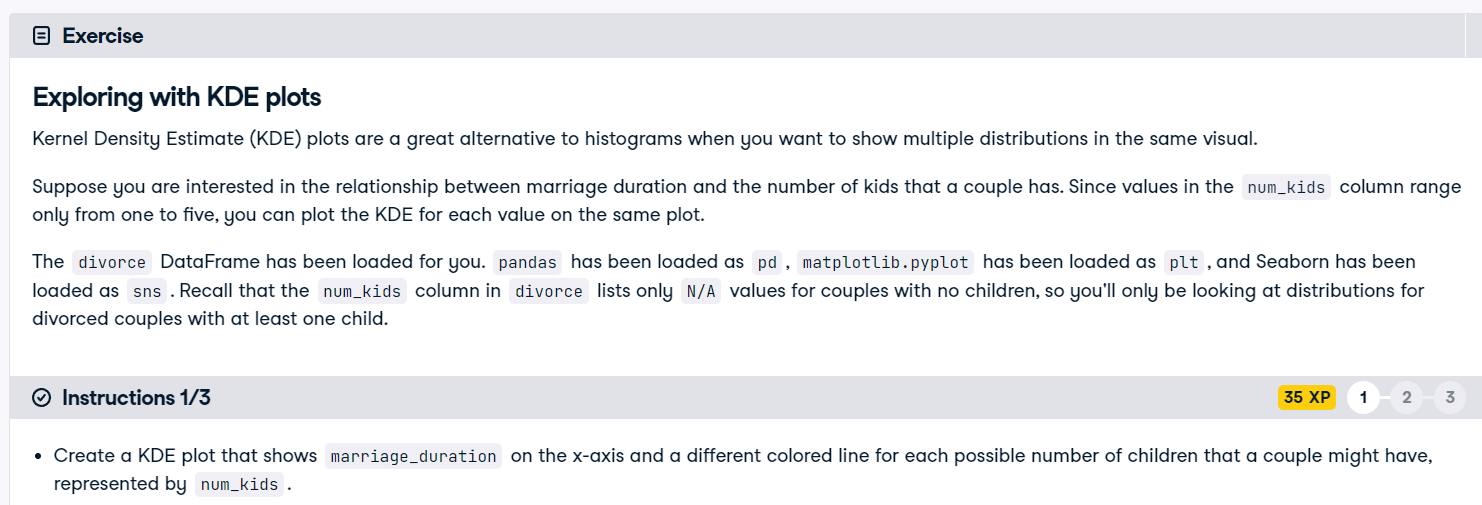 Exercise
Exploring with KDE plots
Kernel Density Estimate (KDE) plots are a great alternative to histograms when you want to show multiple distributions in the same visual.
Suppose you are interested in the relationship between marriage duration and the number of kids that a couple has. Since values in the num_kids column range
only from one to five, you can plot the KDE for each value on the same plot.
The divorce DataFrame has been loaded for you. pandas has been loaded as pd , matplotlib.pyplot has been loaded as plt , and Seaborn has been
loaded as sns . Recall that the num_kids column in divorce lists only N/A values for couples with no children, so you'll only be looking at distributions for
divorced couples with at least one child.
Instructions 1/3
35 XP 1 2 3
• Create a KDE plot that shows marriage_duration on the x-axis and a different colored line for each possible number of children that a couple might have,
represented by num_kids .